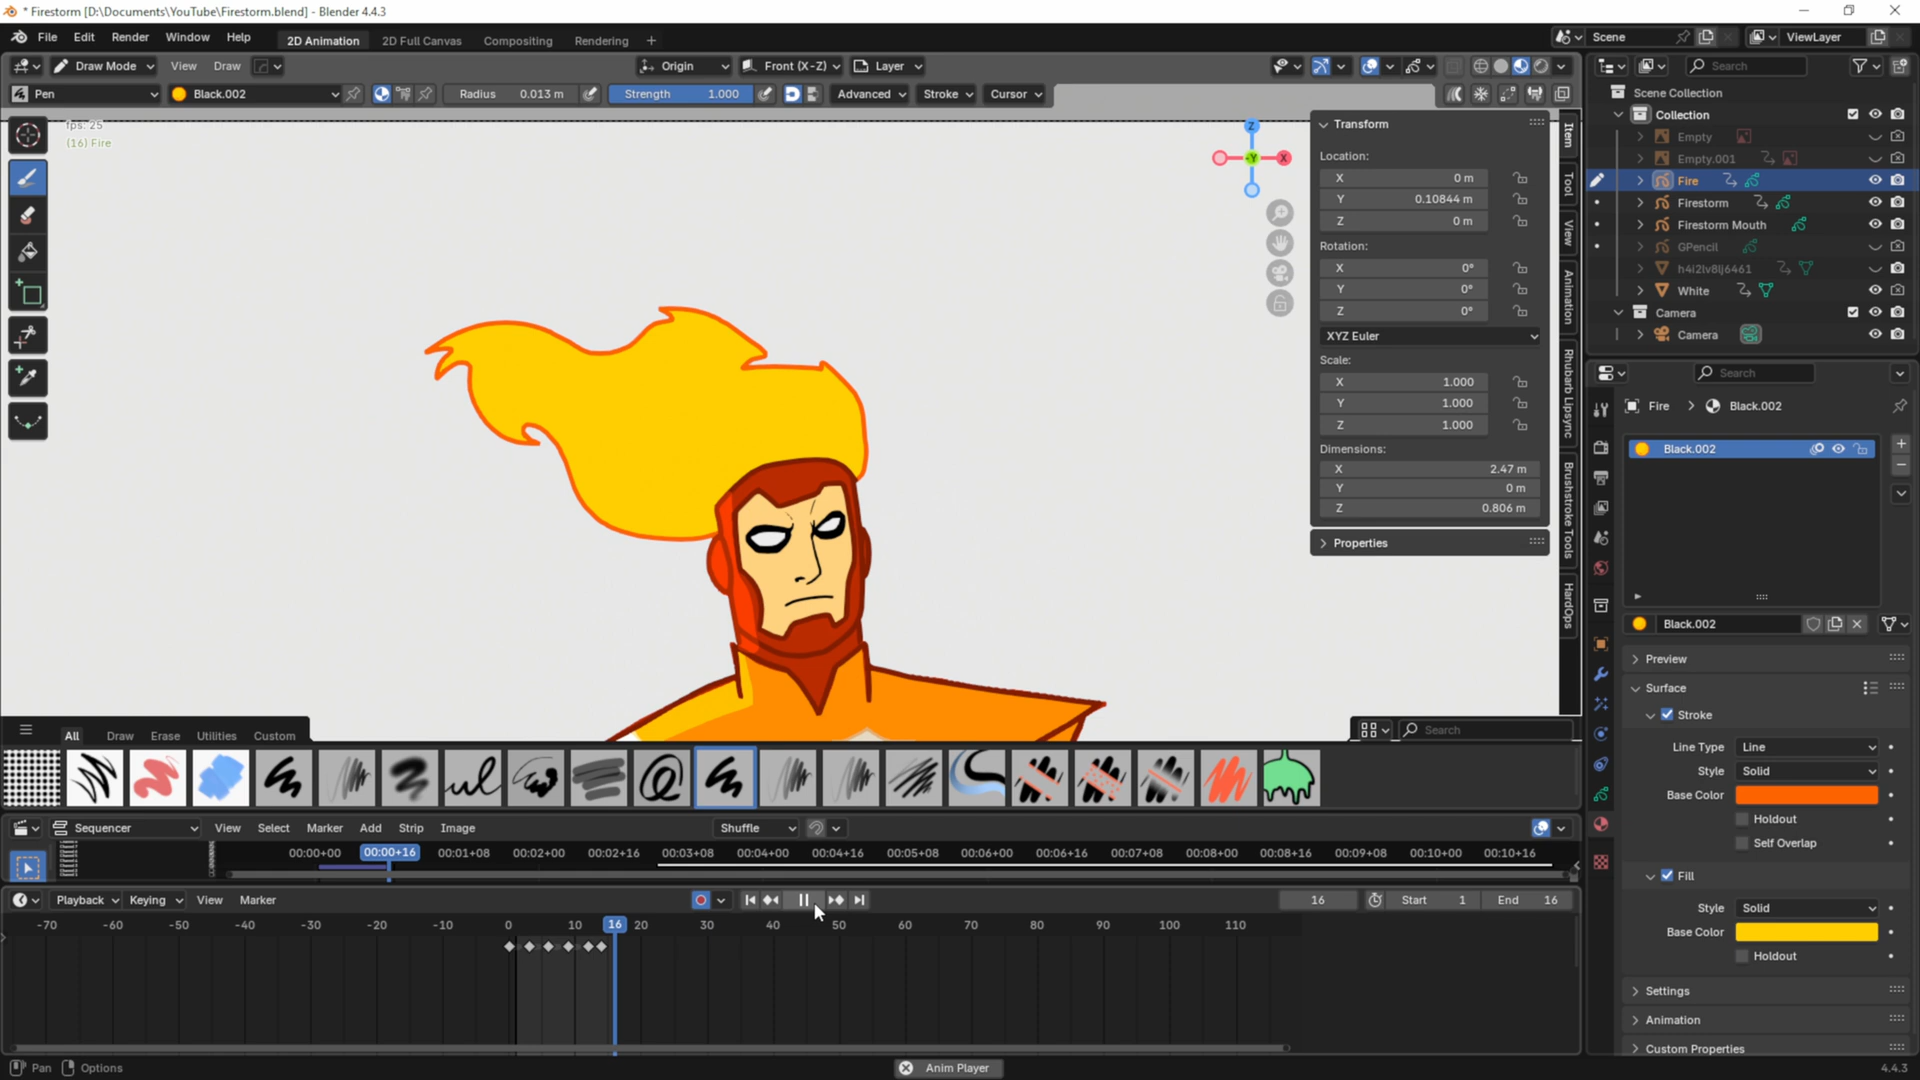 * Firestorm [D:\Documents\YouTube\Firestorm.blend] - Blender 4.4.3
File Edit Render Window Help 2D Animation 2D Full Canvas Compositing Rendering + Scene ViewLayer
Draw Mode View Draw Origin Front (X-Z) Layer Search
Pen Black.002 Radius 0.013 m Strength 1.000 Advanced Stroke Cursor
Scene Collection
Collection
Empty
Empty.001
Fire
Firestorm
Firestorm Mouth
GPencil
h4i2lv8lj6461
White
Camera
Camera
fps: 25
(16) Fire
Z
-Y
X
Transform
Location:
X 0 m
Y 0.10844 m
Z 0 m
Rotation:
X 0°
Y 0°
Z 0°
XYZ Euler
Scale:
X 1.000
Y 1.000
Z 1.000
Dimensions:
X 2.47 m
Y 0 m
Z 0.806 m
Properties
Item
Tool
View
Animation
Rhubarb Lipsync
Brushstroke Tools
HardOps
Search
Fire Black.002
Black.002
Black.002
Preview
Surface
Stroke
Line Type Line
Style Solid
Base Color
Holdout
Self Overlap
Fill
Style Solid
Base Color
Holdout
Settings
Animation
Custom Properties
All Draw Erase Utilities Custom Search
Sequencer View Select Marker Add Strip Image Shuffle
00:00+00 00:00+16 00:01+08 00:02+00 00:02+16 00:03+08 00:04+00 00:04+16 00:05+08 00:06+00 00:06+16 00:07+08 00:08+00 00:08+16 00:09+08 00:10+00 00:10+16
Playback Keying View Marker 16 Start 1 End 16
-70 -60 -50 -40 -30 -20 -10 0 10 16 20 30 40 50 60 70 80 90 100 110
Pan Options Anim Player 4.4.3